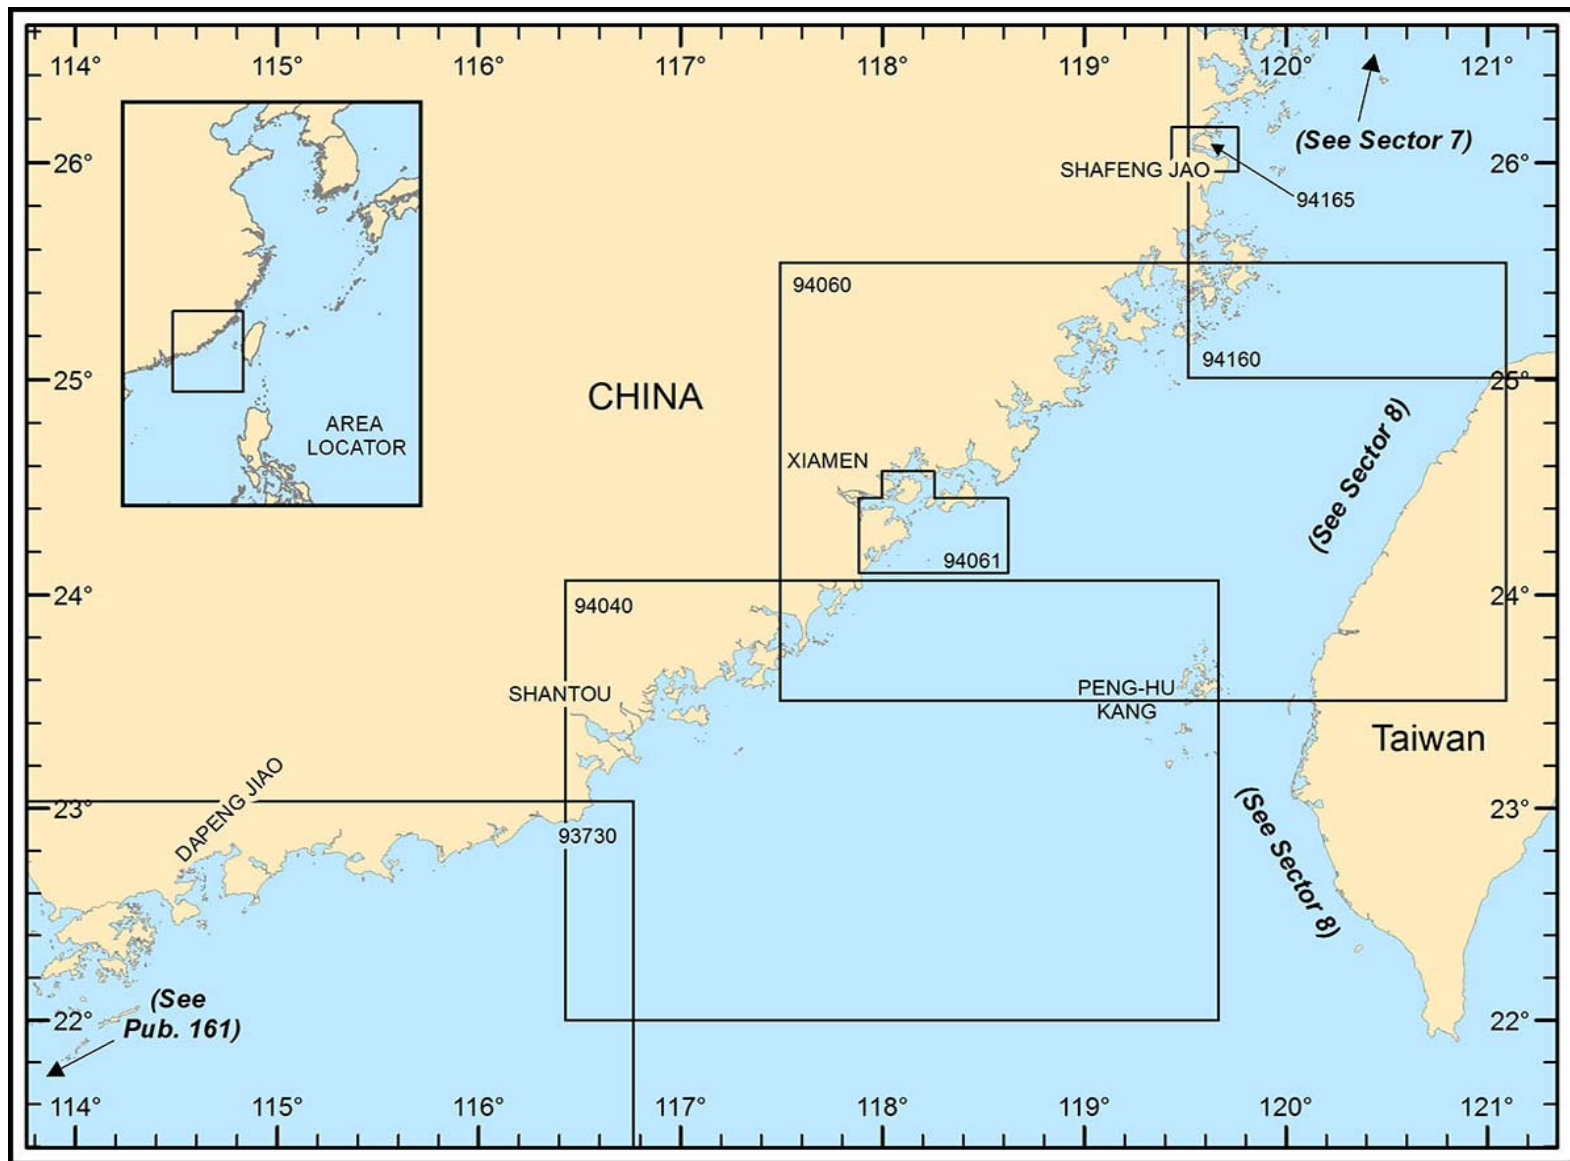 114°
115°
116°
117°
118°
119°
120°
121°
(See Sector 7)
26°
26°
SHAFENG JAO
94165
94060
94160
25°
25°
CHINA
AREA
LOCATOR
(See Sector 8)
XIAMEN
94061
24°
24°
94040
SHANTOU
PENG-HU
KANG
Taiwan
DAPENG JIAO
23°
23°
93730
(See Sector 8)
(See
Pub. 161)
22°
22°
114°
115°
116°
117°
118°
119°
120°
121°